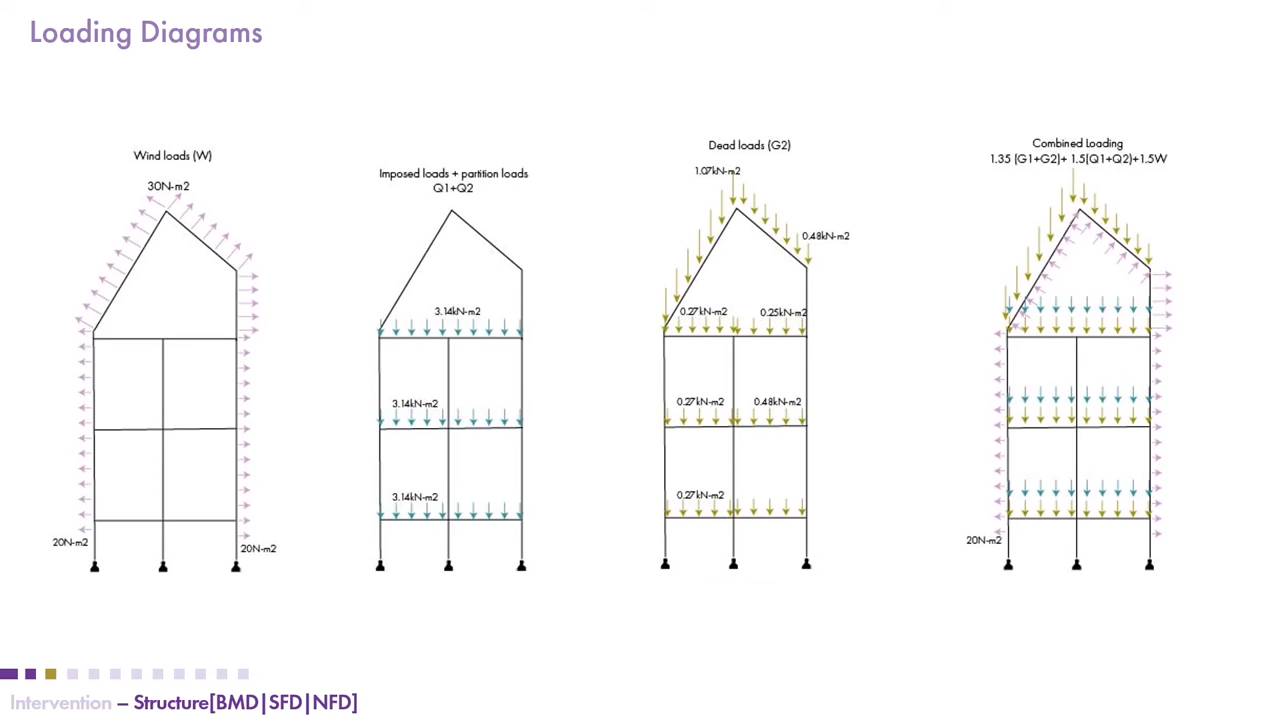 Loading Diagrams
Wind loads (W)
30N-m2
20N-m2
20N-m2
Imposed loads + partition loads
Q1+Q2
3.14kN-m2
3.14kN-m2
3.14kN-m2
Dead loads (G2)
1.07kN-m2
0.48kN-m2
0.27kN-m2
0.25kN-m2
0.27kN-m2
0.48kN-m2
0.27kN-m2
Combined Loading
1.35 (G1+G2)+ 1.5(Q1+Q2)+1.5W
20N-m2
Intervention – Structure[BMD|SFD|NFD]